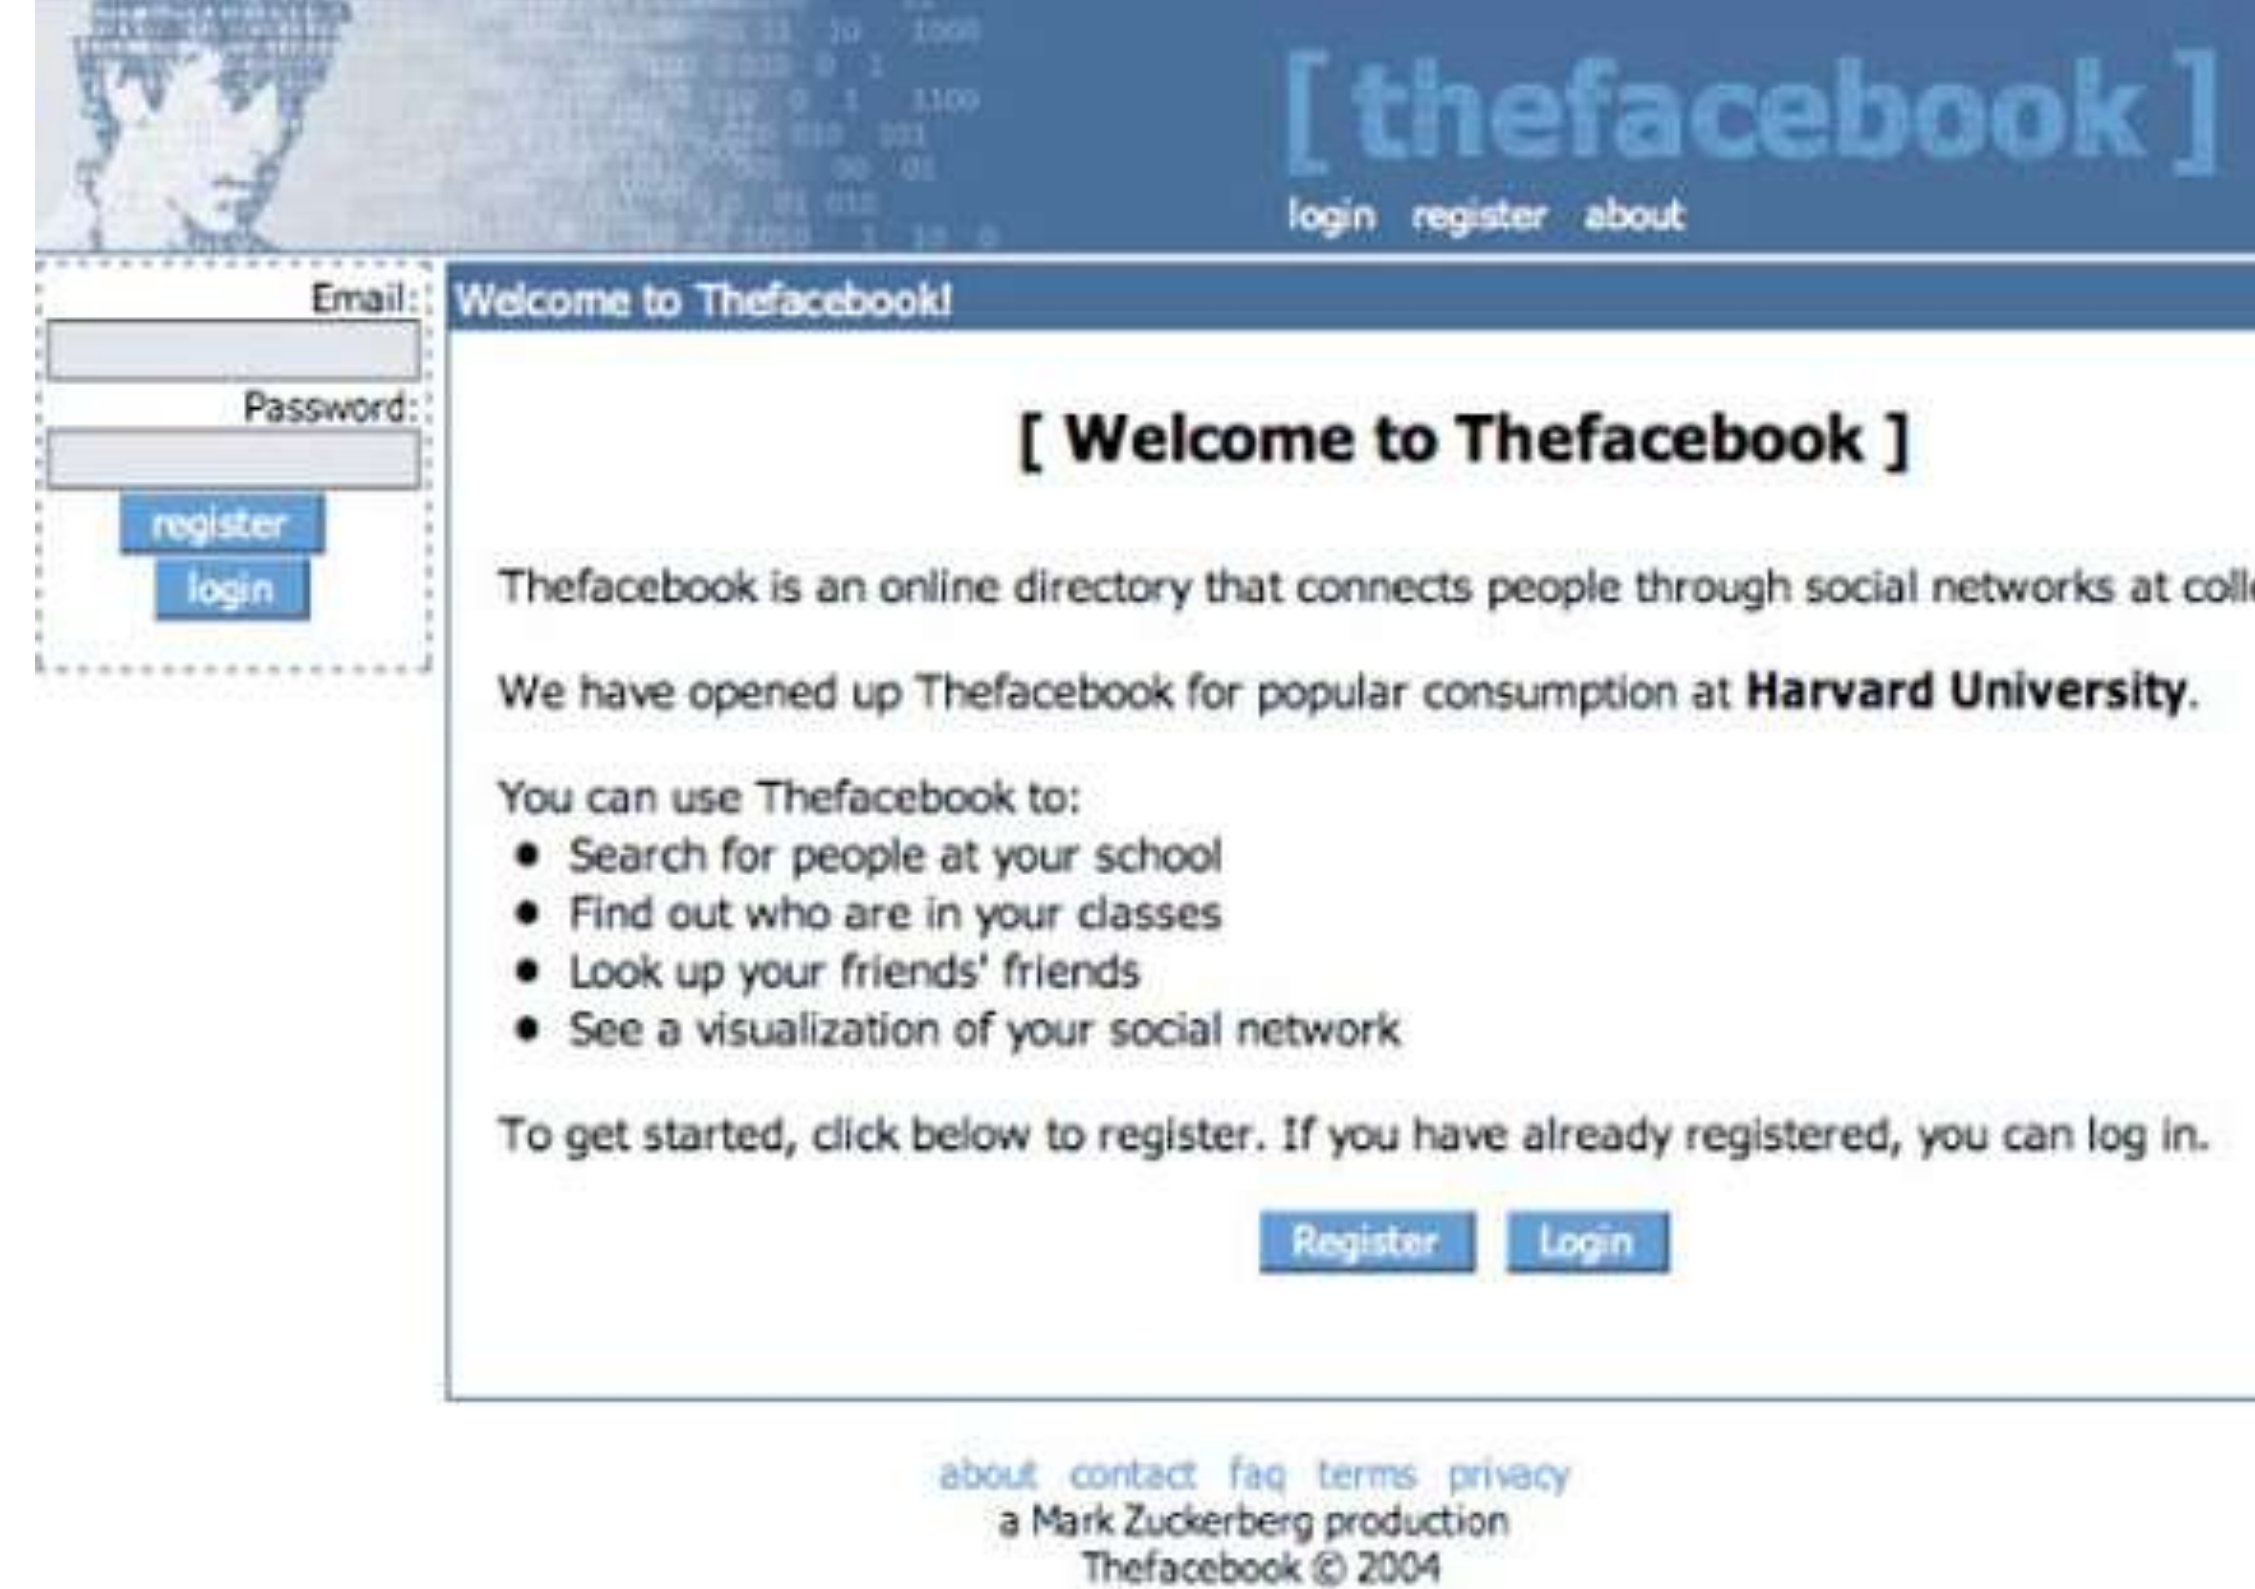 [ thefacebook ]
login register about
Email:
Password:
register
login
Welcome to Thefacebook!
[ Welcome to Thefacebook ]
Thefacebook is an online directory that connects people through social networks at
We have opened up Thefacebook for popular consumption at Harvard University.
You can use Thefacebook to:
• Search for people at your school
• Find out who are in your classes
• Look up your friends' friends
• See a visualization of your social network
To get started, click below to register. If you have already registered, you can log in.
Register Login
about contact faq terms privacy
a Mark Zuckerberg production
Thefacebook © 2004